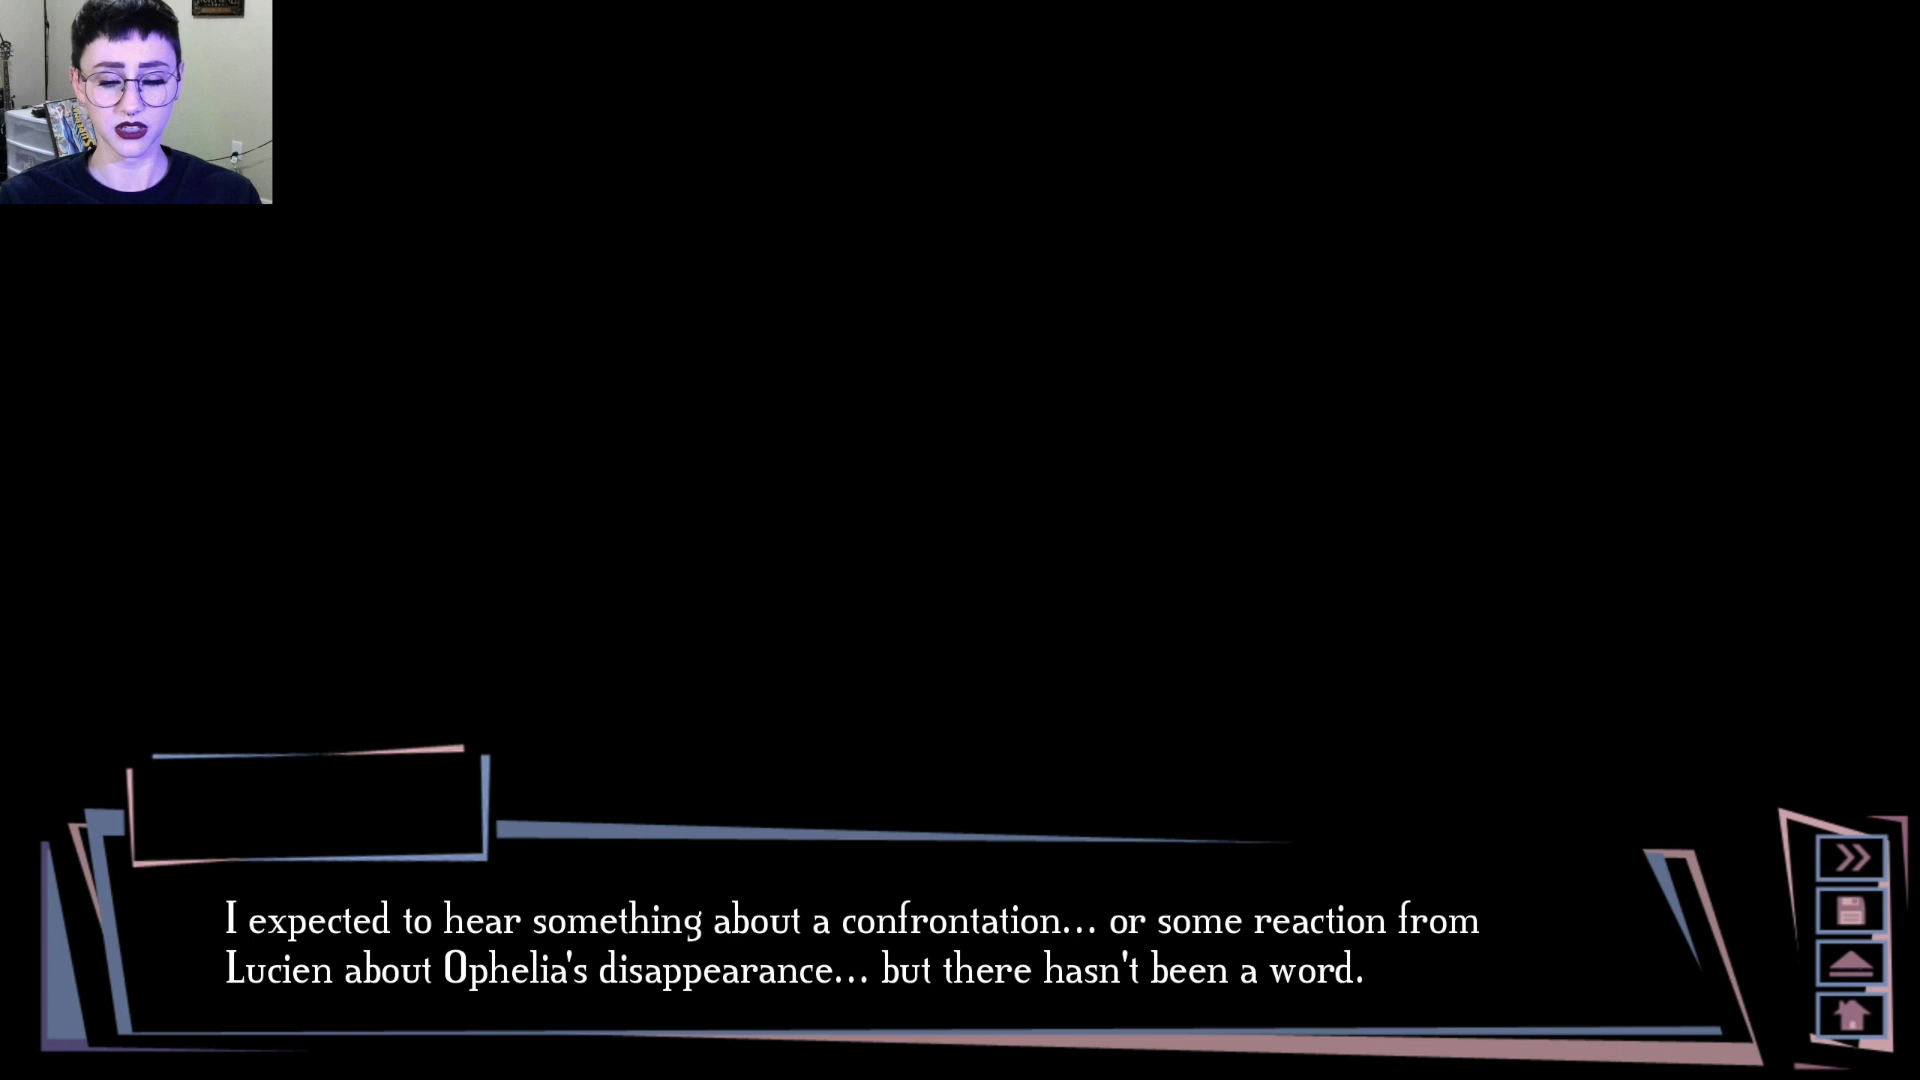 I expected to hear something about a confrontation... or some reaction from
Lucien about Ophelia's disappearance... but there hasn't been a word.